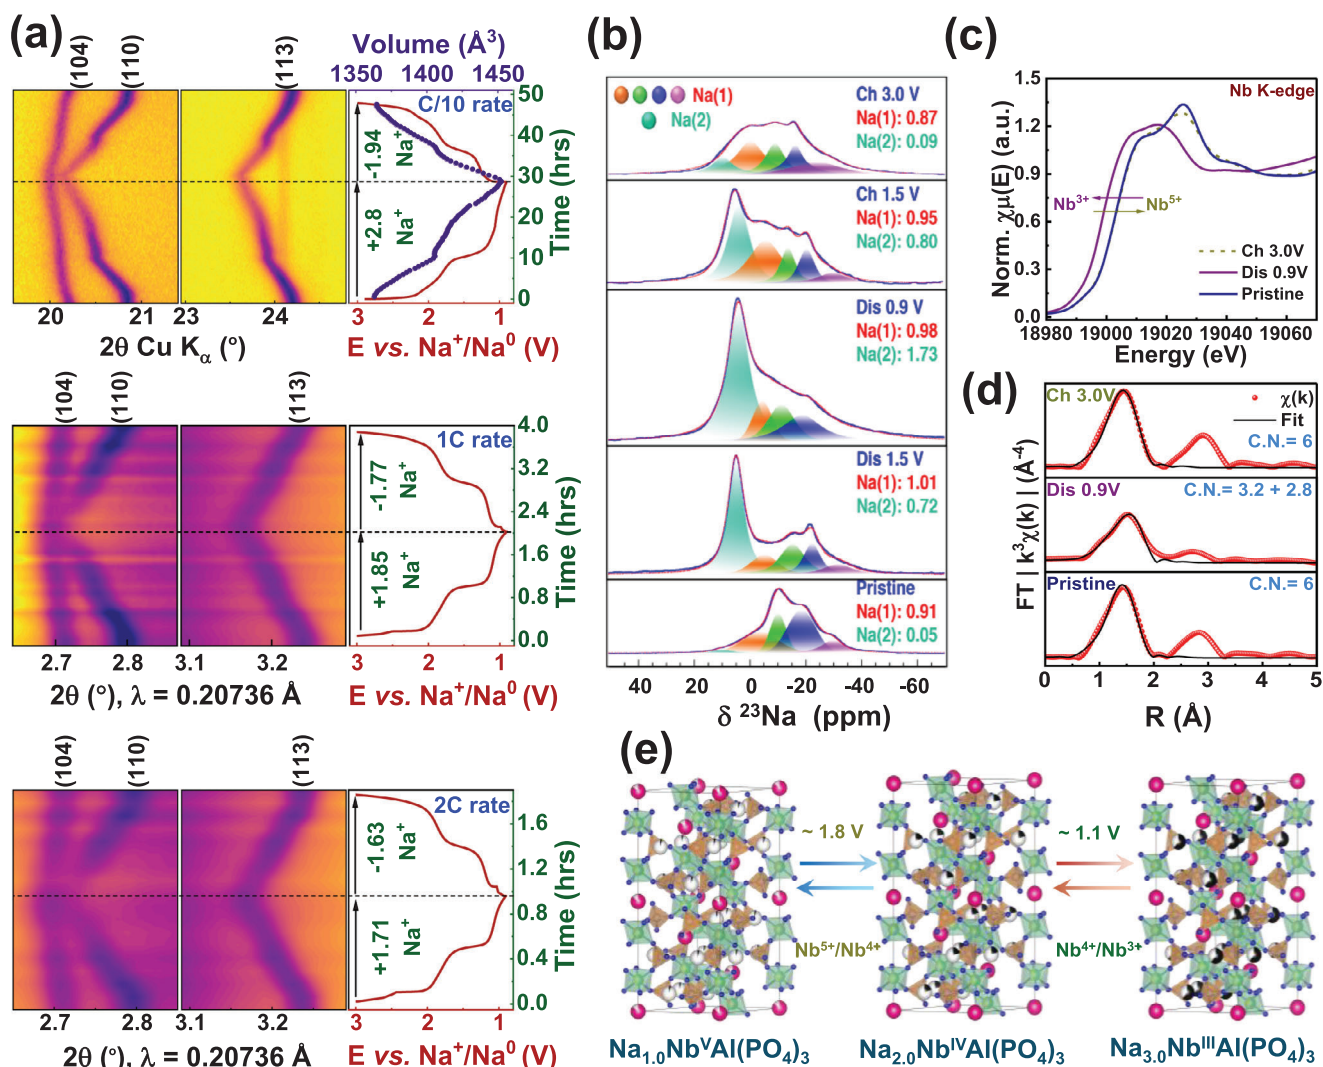 (a)
(104)
(110)
(113)
Volume (Å³)
1350 1400 1450
C/10 rate
-1.94
Na⁺
+2.8
Na⁺
50
40
30
20
10
0
Time (hrs)
20 21 23 24
2θ Cu Kα (°)
3 2 1
E vs. Na⁺/Na⁰ (V)
(104)
(110)
(113)
1C rate
-1.77
Na⁺
+1.85
Na⁺
4.0
3.2
2.4
1.6
0.8
0.0
Time (hrs)
2.7 2.8 3.1 3.2
2θ (°), λ = 0.20736 Å
3 2 1
E vs. Na⁺/Na⁰ (V)
(104)
(110)
(113)
2C rate
-1.63
Na⁺
+1.71
Na⁺
1.6
1.2
0.8
0.4
0.0
Time (hrs)
2.7 2.8 3.1 3.2
2θ (°), λ = 0.20736 Å
3 2 1
E vs. Na⁺/Na⁰ (V)
(b)
Na(1)
Na(2)
Ch 3.0 V
Na(1): 0.87
Na(2): 0.09
Ch 1.5 V
Na(1): 0.95
Na(2): 0.80
Dis 0.9 V
Na(1): 0.98
Na(2): 1.73
Dis 1.5 V
Na(1): 1.01
Na(2): 0.72
Pristine
Na(1): 0.91
Na(2): 0.05
40 20 0 -20 -40 -60
δ ²³Na (ppm)
(c)
Norm. χμ(E) (a.u.)
1.5
1.2
0.9
0.6
0.3
0.0
Nb K-edge
Nb³⁺
Nb⁵⁺
Ch 3.0V
Dis 0.9V
Pristine
18980 19000 19020 19040 19060
Energy (eV)
(d)
FT | k³χ(k) | (Å⁻⁴)
Ch 3.0V
χ(k)
Fit
C.N.= 6
Dis 0.9V
C.N.= 3.2 + 2.8
Pristine
C.N.= 6
0 1 2 3 4 5
R (Å)
(e)
~ 1.8 V
Nb⁵⁺/Nb⁴⁺
~ 1.1 V
Nb⁴⁺/Nb³⁺
Na₁.₀NbⱽAl(PO₄)₃
Na₂.₀NbᴵⱽAl(PO₄)₃
Na₃.₀NbᴵᴵᴵAl(PO₄)₃